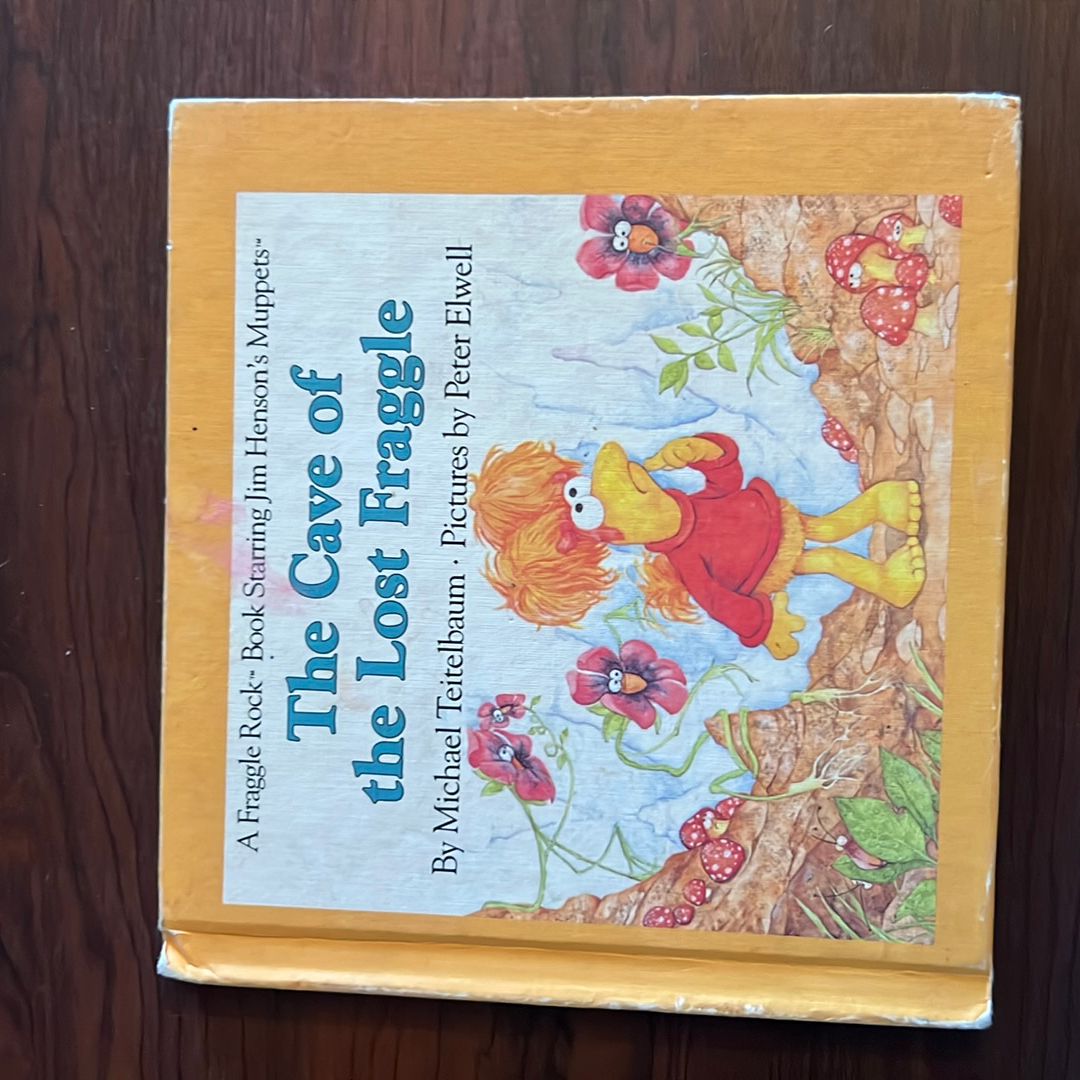 A Fraggle Rock™ Book Starring Jim Henson's Muppets™
The Cave of
the Lost Fraggle
By Michael Teitelbaum · Pictures by Peter Elwell